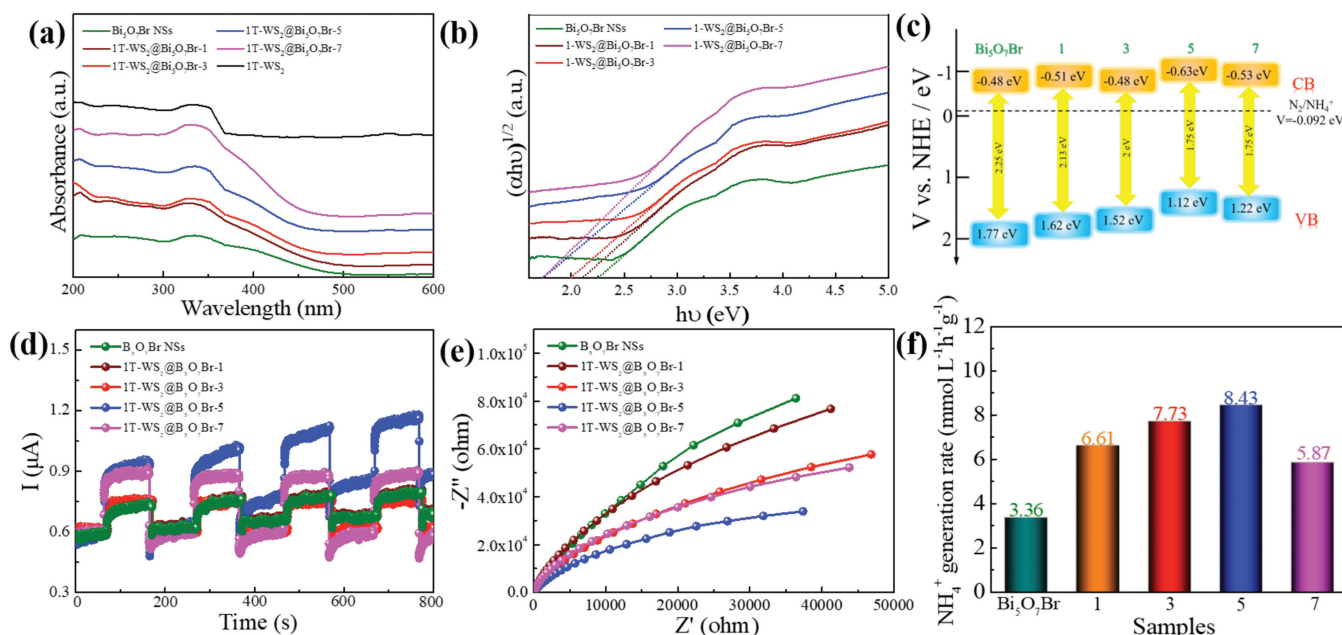 (a)
Bi₅O₇Br NSs
1T-WS₂@Bi₅O₇Br-1
1T-WS₂@Bi₅O₇Br-3
1T-WS₂@Bi₅O₇Br-5
1T-WS₂@Bi₅O₇Br-7
1T-WS₂
Absorbance (a.u.)
200 300 400 500 600
Wavelength (nm)
(b)
Bi₅O₇Br NSs
1-WS₂@Bi₅O₇Br-1
1-WS₂@Bi₅O₇Br-3
1-WS₂@Bi₅O₇Br-5
1-WS₂@Bi₅O₇Br-7
(αhυ)¹/² (a.u.)
2.0 2.5 3.0 3.5 4.0 4.5 5.0
hυ (eV)
(c)
Bi₅O₇Br 1 3 5 7
V vs. NHE / eV
-1
0
1
2
-0.48 eV -0.51 eV -0.48 eV -0.63eV -0.53 eV
CB
N₂/NH₄⁺
V=-0.092 eV
2.25 eV 2.13 eV 2 eV 1.75 eV 1.75 eV
1.77 eV 1.62 eV 1.52 eV 1.12 eV 1.22 eV
VB
(d)
B₅O₇Br NSs
1T-WS₂@B₅O₇Br-1
1T-WS₂@B₅O₇Br-3
1T-WS₂@B₅O₇Br-5
1T-WS₂@B₅O₇Br-7
I (μA)
1.5
1.2
0.9
0.6
0.3
0 200 400 600 800
Time (s)
(e)
B₅O₇Br NSs
1T-WS₂@B₅O₇Br-1
1T-WS₂@B₅O₇Br-3
1T-WS₂@B₅O₇Br-5
1T-WS₂@B₅O₇Br-7
-Z'' (ohm)
1.0x10⁵
8.0x10⁴
6.0x10⁴
4.0x10⁴
2.0x10⁴
0.0
0 10000 20000 30000 40000 50000
Z' (ohm)
(f)
NH₄⁺ generation rate (mmol L⁻¹h⁻¹g⁻¹)
12
10
8
6
4
2
0
3.36 6.61 7.73 8.43 5.87
Bi₅O₇Br 1 3 5 7
Samples